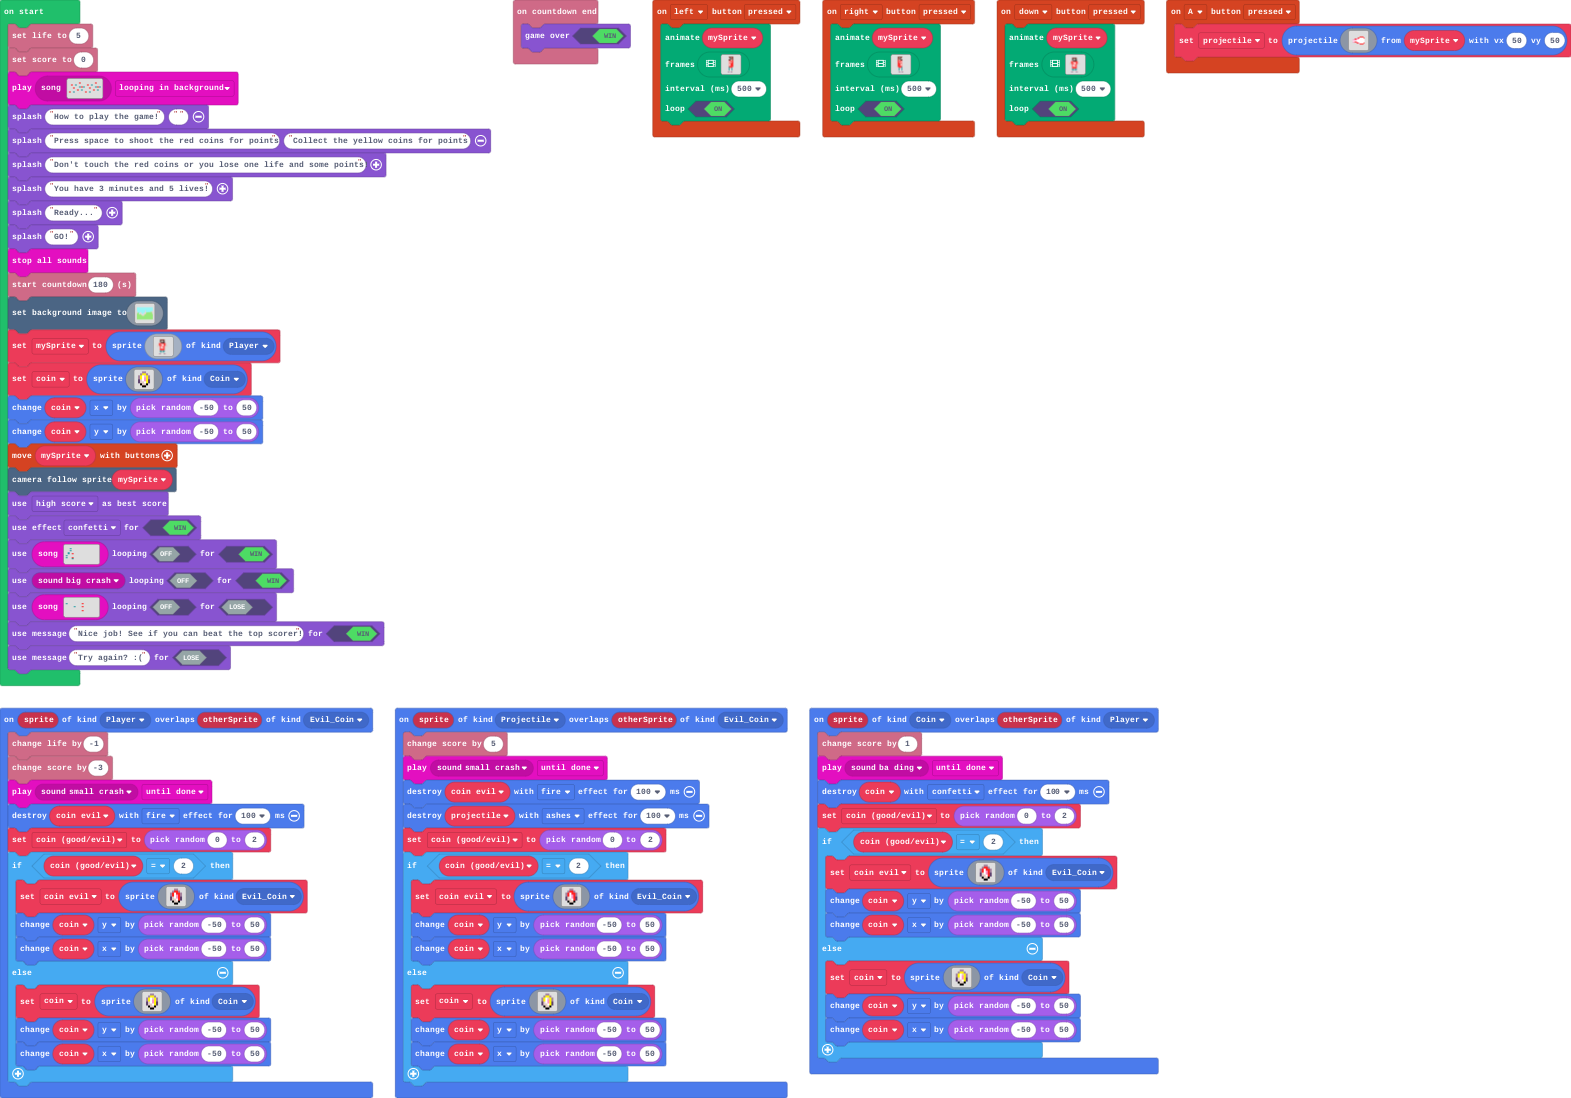 on start
set life to 5
set score to 0
play song looping in background
splash "How to play the game!" ""
splash "Press space to shoot the red coins for points" "Collect the yellow coins for points"
splash "Don't touch the red coins or you lose one life and some points"
splash "You have 3 minutes and 5 lives!"
splash "Ready..."
splash "GO!"
stop all sounds
start countdown 180 (s)
set background image to
set mySprite to sprite of kind Player
set coin to sprite of kind Coin
change coin x by pick random -50 to 50
change coin y by pick random -50 to 50
move mySprite with buttons
camera follow sprite mySprite
use high score as best score
use effect confetti for WIN
use song looping OFF for WIN
use sound big crash looping OFF for WIN
use song looping OFF for LOSE
use message "Nice job! See if you can beat the top scorer!" for WIN
use message "Try again? :(" for LOSE
on countdown end
game over WIN
on left button pressed
animate mySprite
frames
interval (ms) 500
loop ON
on right button pressed
animate mySprite
frames
interval (ms) 500
loop ON
on down button pressed
animate mySprite
frames
interval (ms) 500
loop ON
on A button pressed
set projectile to projectile from mySprite with vx 50 vy 50
on sprite of kind Player overlaps otherSprite of kind Evil_Coin
change life by -1
change score by -3
play sound small crash until done
destroy coin evil with fire effect for 100 ms
set coin (good/evil) to pick random 0 to 2
if coin (good/evil) = 2 then
set coin evil to sprite of kind Evil_Coin
change coin y by pick random -50 to 50
change coin x by pick random -50 to 50
else
set coin to sprite of kind Coin
change coin y by pick random -50 to 50
change coin x by pick random -50 to 50
on sprite of kind Projectile overlaps otherSprite of kind Evil_Coin
change score by 5
play sound small crash until done
destroy coin evil with fire effect for 100 ms
destroy projectile with ashes effect for 100 ms
set coin (good/evil) to pick random 0 to 2
if coin (good/evil) = 2 then
set coin evil to sprite of kind Evil_Coin
change coin y by pick random -50 to 50
change coin x by pick random -50 to 50
else
set coin to sprite of kind Coin
change coin y by pick random -50 to 50
change coin x by pick random -50 to 50
on sprite of kind Coin overlaps otherSprite of kind Player
change score by 1
play sound ba ding until done
destroy coin with confetti effect for 100 ms
set coin (good/evil) to pick random 0 to 2
if coin (good/evil) = 2 then
set coin evil to sprite of kind Evil_Coin
change coin y by pick random -50 to 50
change coin x by pick random -50 to 50
else
set coin to sprite of kind Coin
change coin y by pick random -50 to 50
change coin x by pick random -50 to 50